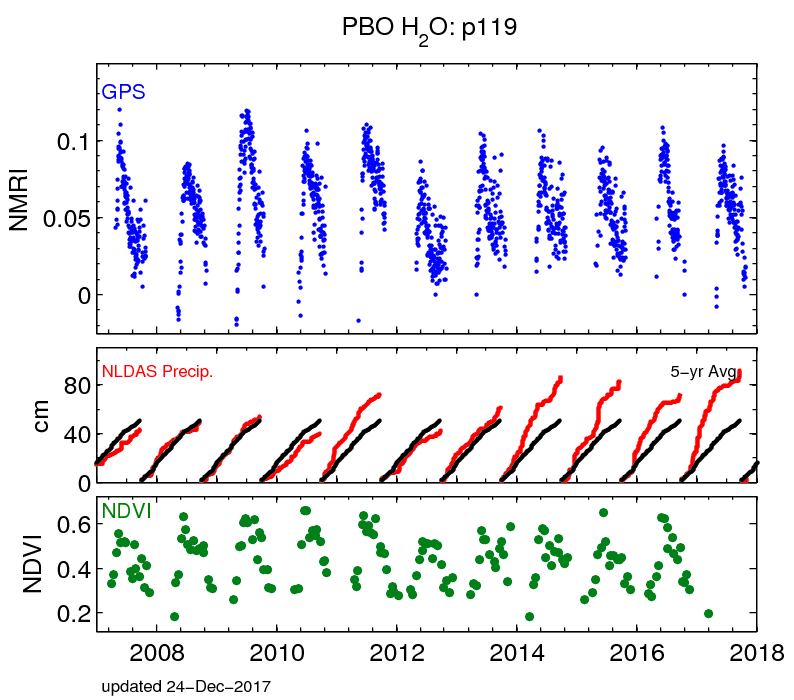 PBO H2O: p119
GPS
NMRI
0.1
0.05
0
NLDAS Precip.
5-yr Avg.
cm
80
40
0
NDVI
NDVI
0.6
0.4
0.2
2008 2010 2012 2014 2016 2018
updated 24-Dec-2017